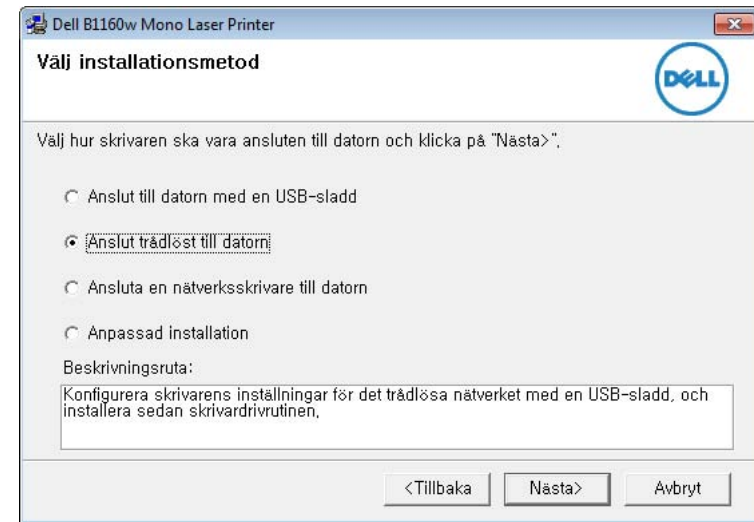 Dell B1160w Mono Laser Printer
Välj installationsmetod
DELL
Välj hur skrivaren ska vara ansluten till datorn och klicka på "Nästa>".
Anslut till datorn med en USB-sladd
Anslut trådlöst till datorn
Ansluta en nätverksskrivare till datorn
Anpassad installation
Beskrivningsruta:
Konfigurera skrivarens inställningar för det trådlösa nätverket med en USB-sladd, och
installera sedan skrivardrivrutinen.
<Tillbaka Nästa> Avbryt